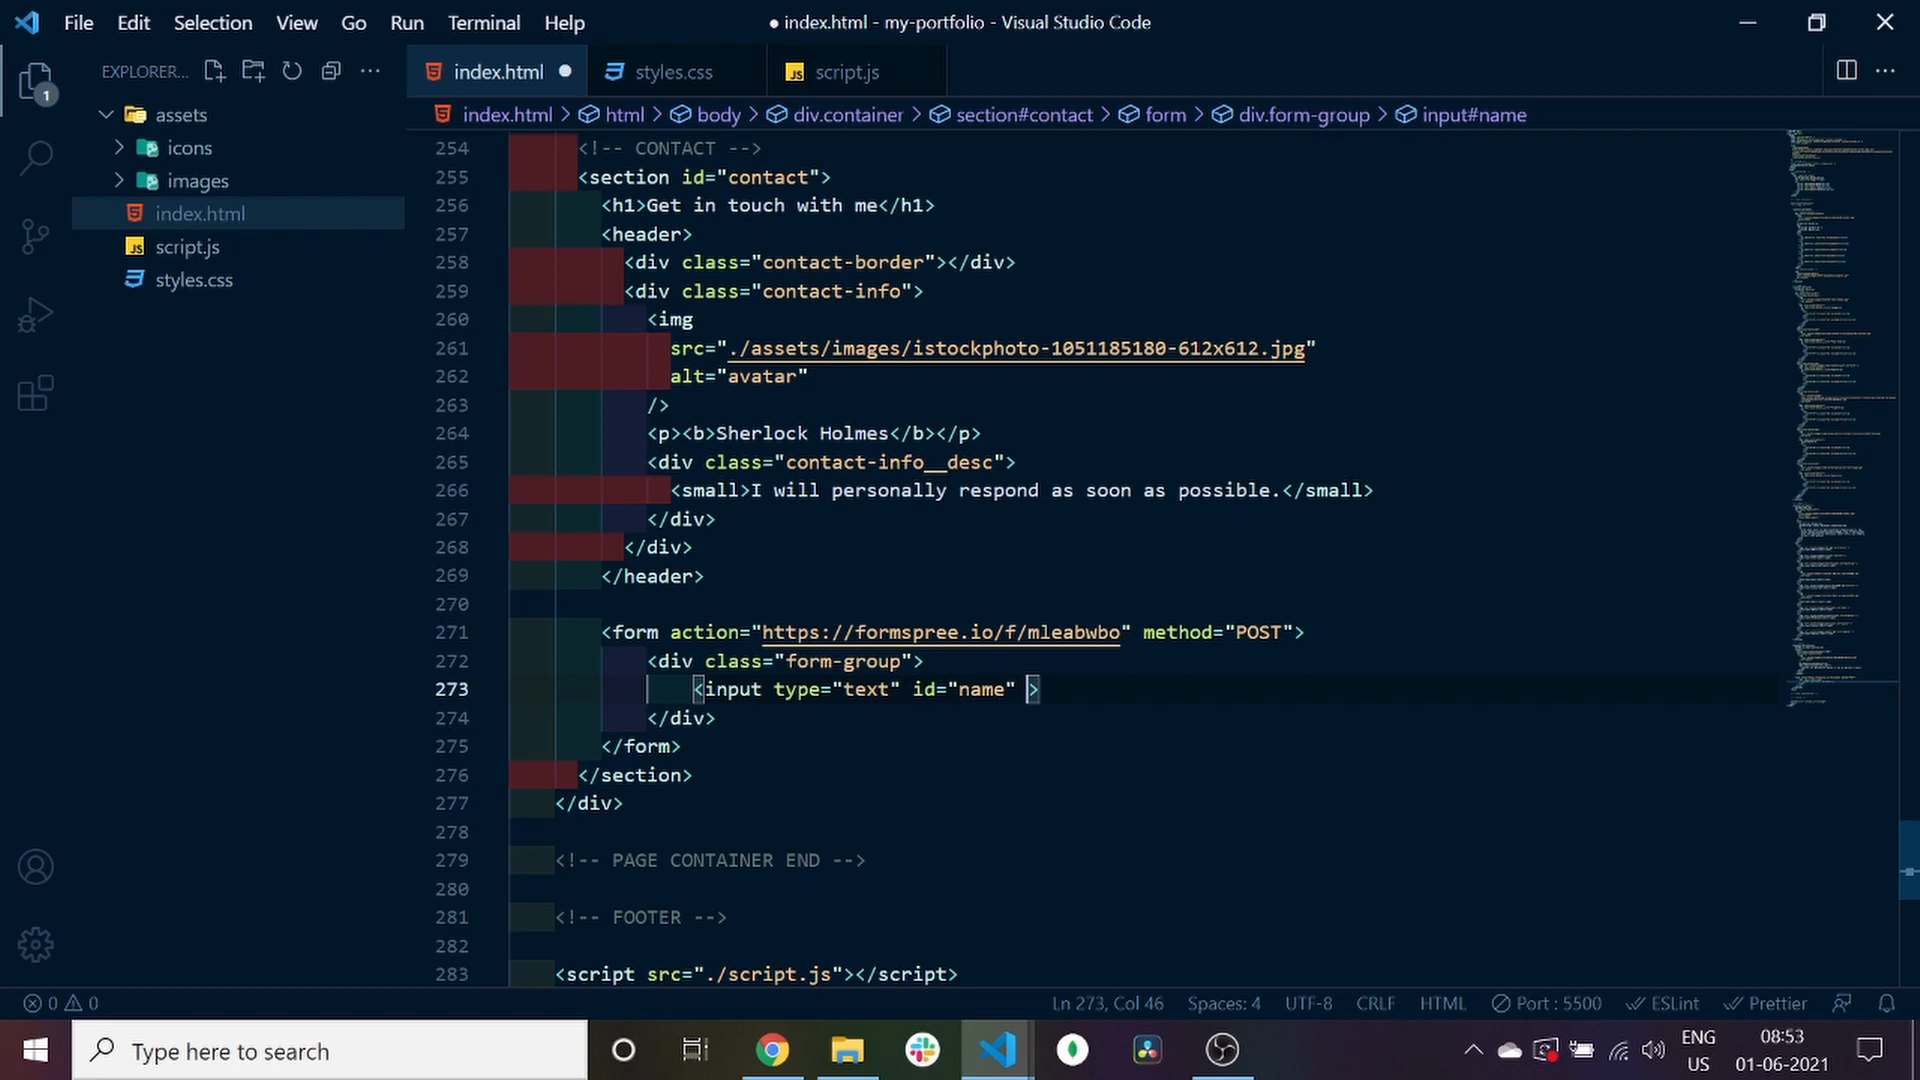 File Edit Selection View Go Run Terminal Help
● index.html - my-portfolio - Visual Studio Code
EXPLORER...
1
assets
icons
images
index.html
script.js
styles.css
index.html
styles.css
script.js
index.html > html > body > div.container > section#contact > form > div.form-group > input#name
254 <!-- CONTACT -->
255 <section id="contact">
256 <h1>Get in touch with me</h1>
257 <header>
258 <div class="contact-border"></div>
259 <div class="contact-info">
260 <img
261 src="./assets/images/istockphoto-1051185180-612x612.jpg"
262 alt="avatar"
263 />
264 <p><b>Sherlock Holmes</b></p>
265 <div class="contact-info__desc">
266 <small>I will personally respond as soon as possible.</small>
267 </div>
268 </div>
269 </header>
270
271 <form action="https://formspree.io/f/mleabwbo" method="POST">
272 <div class="form-group">
273 <input type="text" id="name" >
274 </div>
275 </form>
276 </section>
277 </div>
278
279 <!-- PAGE CONTAINER END -->
280
281 <!-- FOOTER -->
282
283 <script src="./script.js"></script>
0 0
Ln 273, Col 46 Spaces: 4 UTF-8 CRLF HTML Port : 5500 ESLint Prettier
Type here to search
ENG
US
08:53
01-06-2021